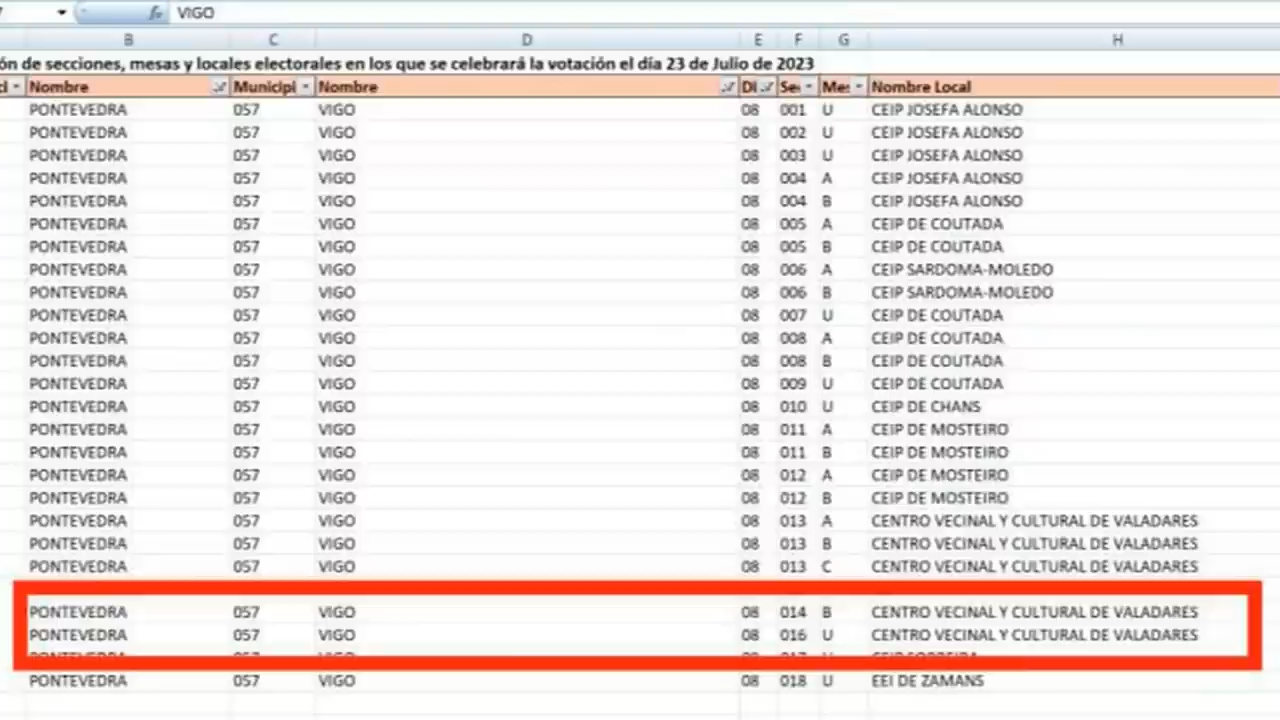 VIGO
B C D E F G H
ón de secciones, mesas y locales electorales en los que se celebrará la votación el día 23 de Julio de 2023
Nombre Municipi Nombre Di Se Me Nombre Local
PONTEVEDRA 057 VIGO 08 001 U CEIP JOSEFA ALONSO
PONTEVEDRA 057 VIGO 08 002 U CEIP JOSEFA ALONSO
PONTEVEDRA 057 VIGO 08 003 U CEIP JOSEFA ALONSO
PONTEVEDRA 057 VIGO 08 004 A CEIP JOSEFA ALONSO
PONTEVEDRA 057 VIGO 08 004 B CEIP JOSEFA ALONSO
PONTEVEDRA 057 VIGO 08 005 A CEIP DE COUTADA
PONTEVEDRA 057 VIGO 08 005 B CEIP DE COUTADA
PONTEVEDRA 057 VIGO 08 006 A CEIP SARDOMA-MOLEDO
PONTEVEDRA 057 VIGO 08 006 B CEIP SARDOMA-MOLEDO
PONTEVEDRA 057 VIGO 08 007 U CEIP DE COUTADA
PONTEVEDRA 057 VIGO 08 008 A CEIP DE COUTADA
PONTEVEDRA 057 VIGO 08 008 B CEIP DE COUTADA
PONTEVEDRA 057 VIGO 08 009 U CEIP DE COUTADA
PONTEVEDRA 057 VIGO 08 010 U CEIP DE CHANS
PONTEVEDRA 057 VIGO 08 011 A CEIP DE MOSTEIRO
PONTEVEDRA 057 VIGO 08 011 B CEIP DE MOSTEIRO
PONTEVEDRA 057 VIGO 08 012 A CEIP DE MOSTEIRO
PONTEVEDRA 057 VIGO 08 012 B CEIP DE MOSTEIRO
PONTEVEDRA 057 VIGO 08 013 A CENTRO VECINAL Y CULTURAL DE VALADARES
PONTEVEDRA 057 VIGO 08 013 B CENTRO VECINAL Y CULTURAL DE VALADARES
PONTEVEDRA 057 VIGO 08 013 C CENTRO VECINAL Y CULTURAL DE VALADARES
PONTEVEDRA 057 VIGO 08 014 B CENTRO VECINAL Y CULTURAL DE VALADARES
PONTEVEDRA 057 VIGO 08 016 U CENTRO VECINAL Y CULTURAL DE VALADARES
PONTEVEDRA 057 VIGO 08 018 U EEI DE ZAMANS